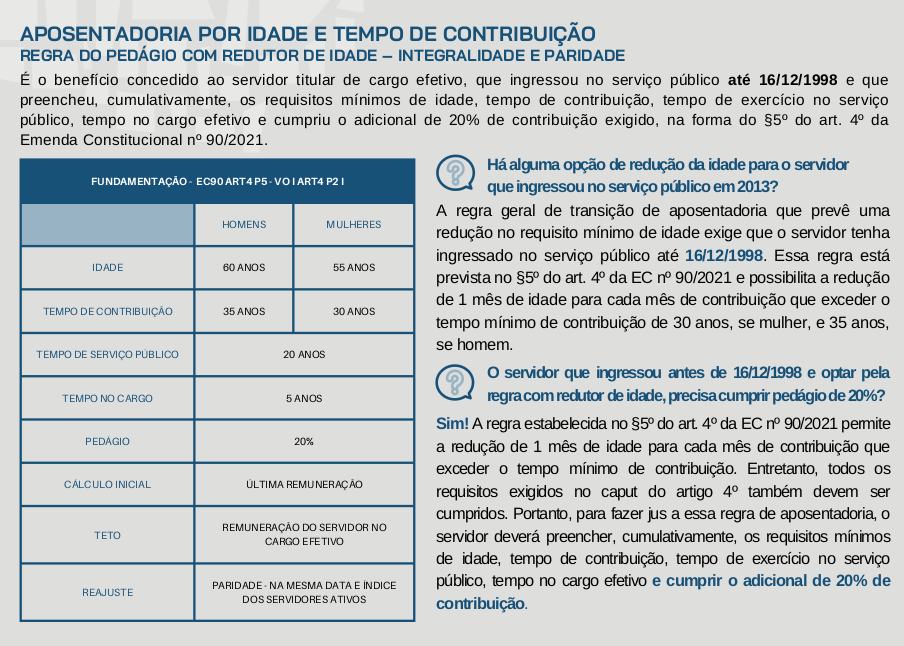 APOSENTADORIA POR IDADE E TEMPO DE CONTRIBUIÇÃO
REGRA DO PEDÁGIO COM REDUTOR DE IDADE – INTEGRALIDADE E PARIDADE
É o benefício concedido ao servidor titular de cargo efetivo, que ingressou no serviço público até 16/12/1998 e que
preencheu, cumulativamente, os requisitos mínimos de idade, tempo de contribuição, tempo de exercício no serviço
público, tempo no cargo efetivo e cumpriu o adicional de 20% de contribuição exigido, na forma do §5º do art. 4º da
Emenda Constitucional nº 90/2021.
FUNDAMENTAÇÃO - EC90 ART4 P5 - VO I ART4 P2 I
HOMENS MULHERES
IDADE 60 ANOS 55 ANOS
TEMPO DE CONTRIBUIÇÃO 35 ANOS 30 ANOS
TEMPO DE SERVIÇO PÚBLICO 20 ANOS
TEMPO NO CARGO 5 ANOS
PEDÁGIO 20%
CÁLCULO INICIAL ÚLTIMA REMUNERAÇÃO
TETO REMUNERAÇÃO DO SERVIDOR NO
CARGO EFETIVO
REAJUSTE PARIDADE - NA MESMA DATA E ÍNDICE
DOS SERVIDORES ATIVOS
Há alguma opção de redução da idade para o servidor
que ingressou no serviço público em 2013?
A regra geral de transição de aposentadoria que prevê uma
redução no requisito mínimo de idade exige que o servidor tenha
ingressado no serviço público até 16/12/1998. Essa regra está
prevista no §5º do art. 4º da EC nº 90/2021 e possibilita a redução
de 1 mês de idade para cada mês de contribuição que exceder o
tempo mínimo de contribuição de 30 anos, se mulher, e 35 anos,
se homem.
O servidor que ingressou antes de 16/12/1998 e optar pela
regra com redutor de idade, precisa cumprir pedágio de 20%?
Sim! A regra estabelecida no §5º do art. 4º da EC nº 90/2021 permite
a redução de 1 mês de idade para cada mês de contribuição que
exceder o tempo mínimo de contribuição. Entretanto, todos os
requisitos exigidos no caput do artigo 4º também devem ser
cumpridos. Portanto, para fazer jus a essa regra de aposentadoria, o
servidor deverá preencher, cumulativamente, os requisitos mínimos
de idade, tempo de contribuição, tempo de exercício no serviço
público, tempo no cargo efetivo e cumprir o adicional de 20% de
contribuição.